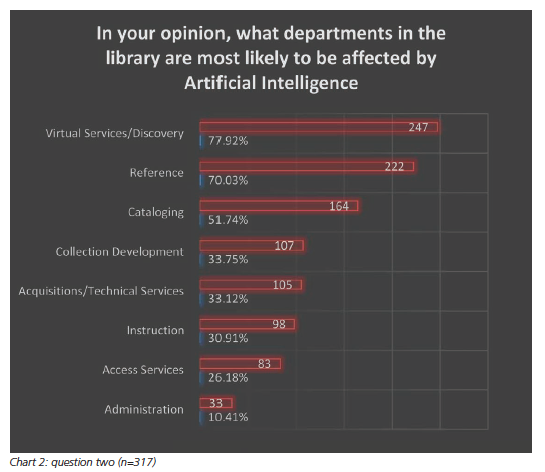 In your opinion, what departments in the
library are most likely to be affected by
Artificial Intelligence
Virtual Services/Discovery
247
77.92%
Reference
222
70.03%
Cataloging
164
51.74%
Collection Development
107
33.75%
Acquisitions/Technical Services
105
33.12%
Instruction
98
30.91%
Access Services
83
26.18%
Administration
33
10.41%
Chart 2: question two (n=317)